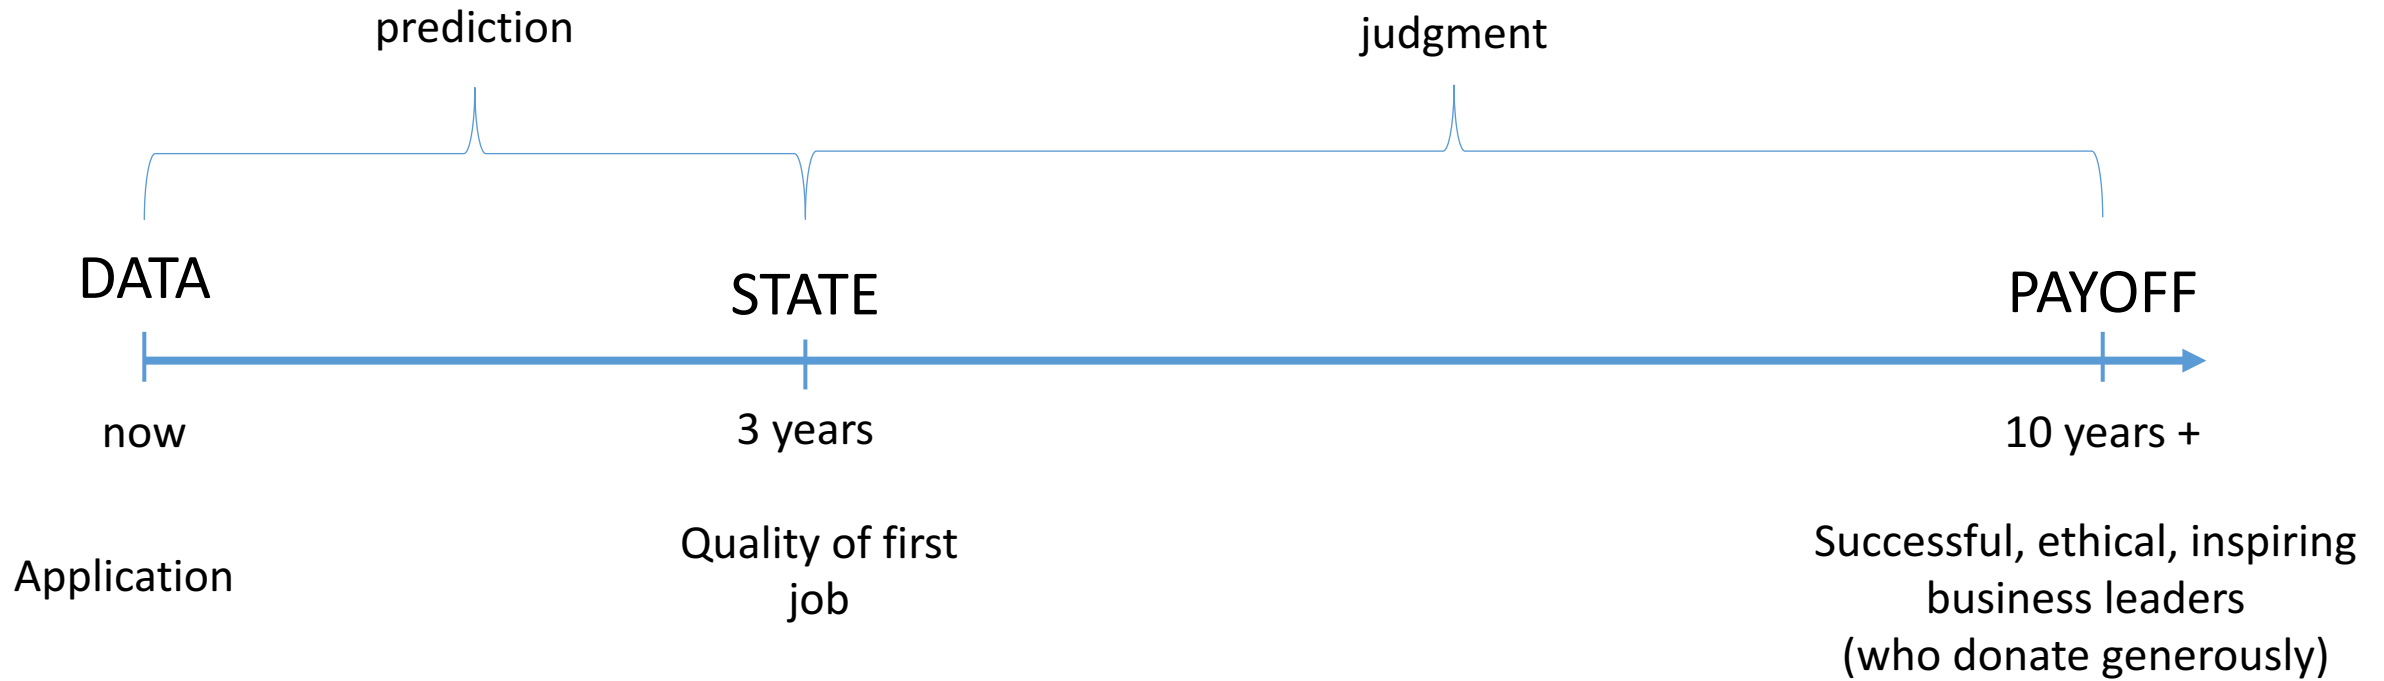 prediction
judgment
DATA
STATE
PAYOFF
now
3 years
10 years +
Application
Quality of first
job
Successful, ethical, inspiring
business leaders
(who donate generously)